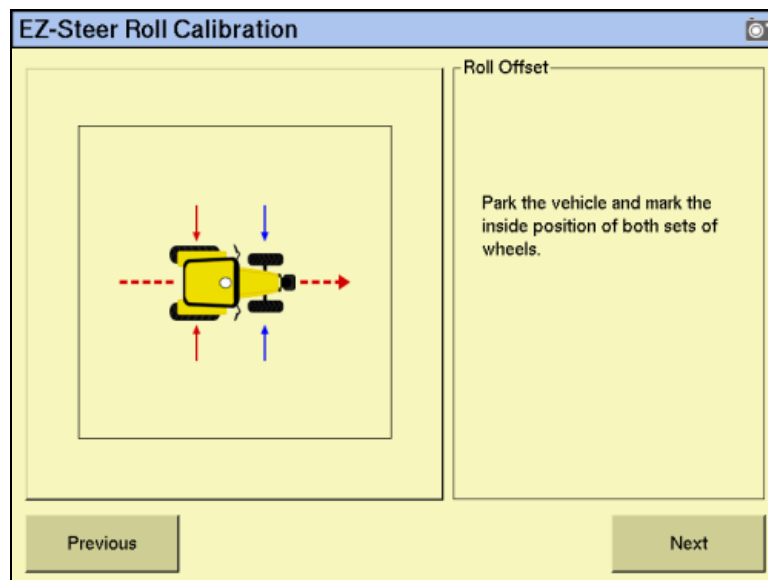 EZ-Steer Roll Calibration
Roll Offset
Park the vehicle and mark the
inside position of both sets of
wheels.
Previous
Next